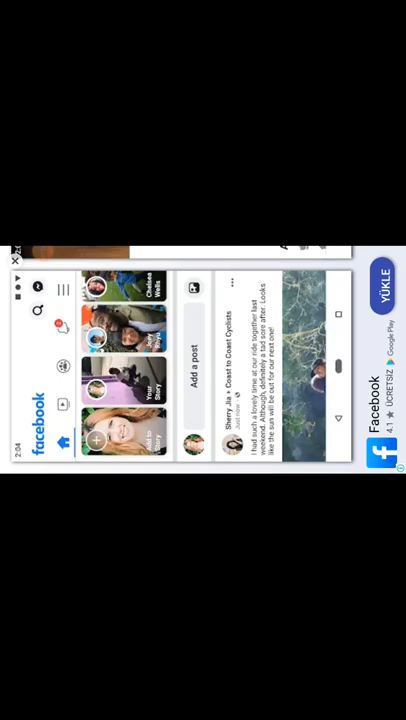 2:04
facebook
Add to
Story
Your
Story
Joey
Chelsea
Wells
Add a post
Sherry Jia ▸ Coast to Coast Cyclists
Just now
I had such a lovely time at our ride together last
weekend. Although, definitely a tad sore after. Looks
like the sun will be out for our next one!
Facebook
4.1 ★ ÜCRETSİZ Google Play
YÜKLE